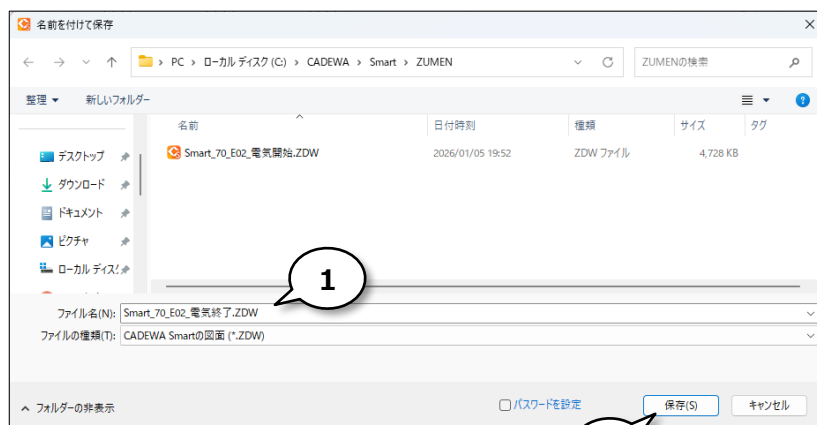 名前を付けて保存
PC › ローカル ディスク (C:) › CADEWA › Smart › ZUMEN
ZUMENの検索
整理
新しいフォルダー
名前 日付時刻 種類 サイズ タグ
Smart_70_E02_電気開始.ZDW 2026/01/05 19:52 ZDW ファイル 4,728 KB
デスクトップ
ダウンロード
ドキュメント
ピクチャ
ローカル ディスク
1
ファイル名(N): Smart_70_E02_電気終了.ZDW
ファイルの種類(T): CADEWA Smartの図面 (*.ZDW)
フォルダーの非表示
パスワードを設定
保存(S)
キャンセル